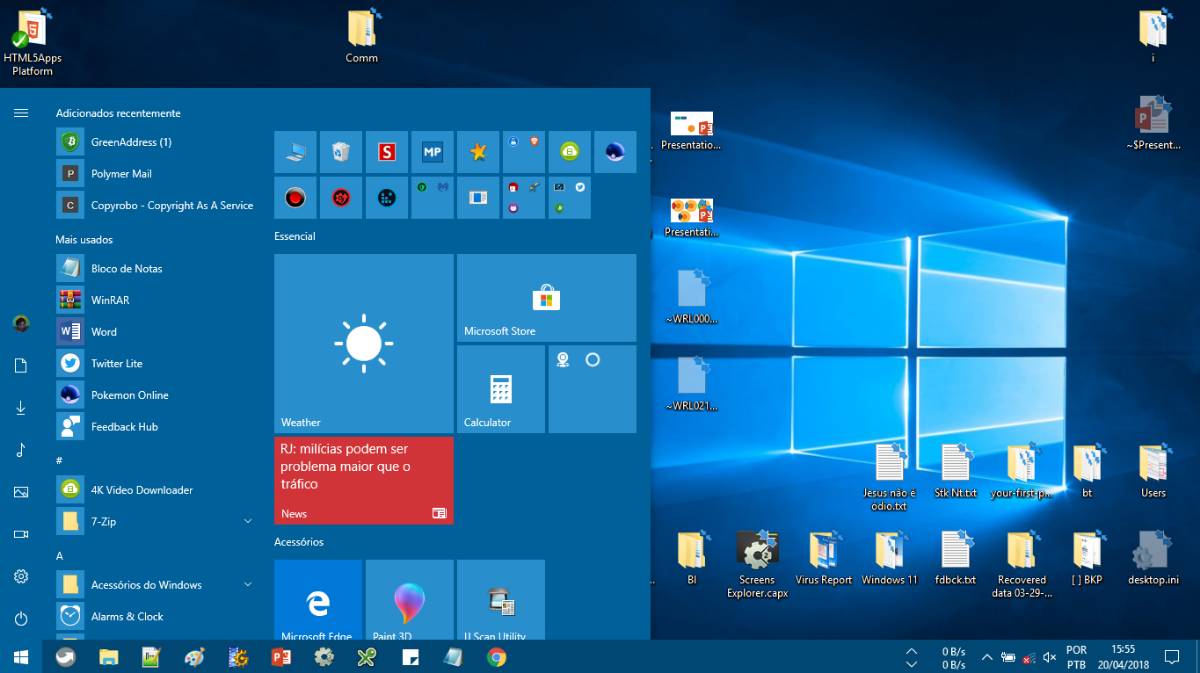 HTML5Apps
Platform
Comm
i
Adicionados recentemente
GreenAddress (1)
P
Polymer Mail
C
Copyrobo - Copyright As A Service
Mais usados
Bloco de Notas
WinRAR
Word
Twitter Lite
Pokemon Online
Feedback Hub
#
4K Video Downloader
7-Zip
A
Acessórios do Windows
Alarms & Clock
S
MP
Essencial
Weather
Microsoft Store
Calculator
RJ: milícias podem ser
problema maior que o
tráfico
News
Acessórios
Microsoft Edge
Paint 3D
IJ Scan Utility
Presentatio...
Presentati...
~WRL000...
~WRL021...
~$Present...
Jesus não é
odio.txt
Stk Nt.txt
your-first-p...
bt
Users
BI
Screens
Explorer.capx
Virus Report
Windows 11
fdbck.txt
Recovered
data 03-29-...
[ ] BKP
desktop.ini
0 B/s
0 B/s
POR
PTB
15:55
20/04/2018